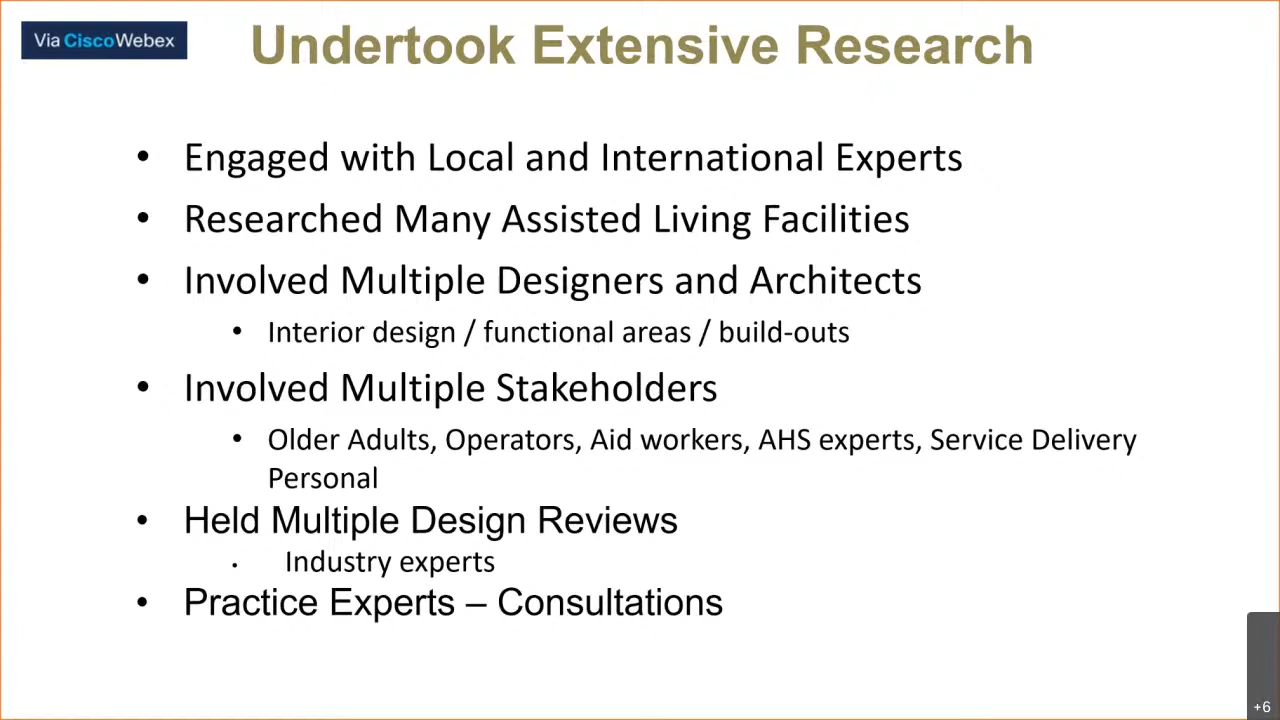 Via CiscoWebex
Undertook Extensive Research
• Engaged with Local and International Experts
• Researched Many Assisted Living Facilities
• Involved Multiple Designers and Architects
• Interior design / functional areas / build-outs
• Involved Multiple Stakeholders
• Older Adults, Operators, Aid workers, AHS experts, Service Delivery
Personal
• Held Multiple Design Reviews
• Industry experts
• Practice Experts – Consultations
+6